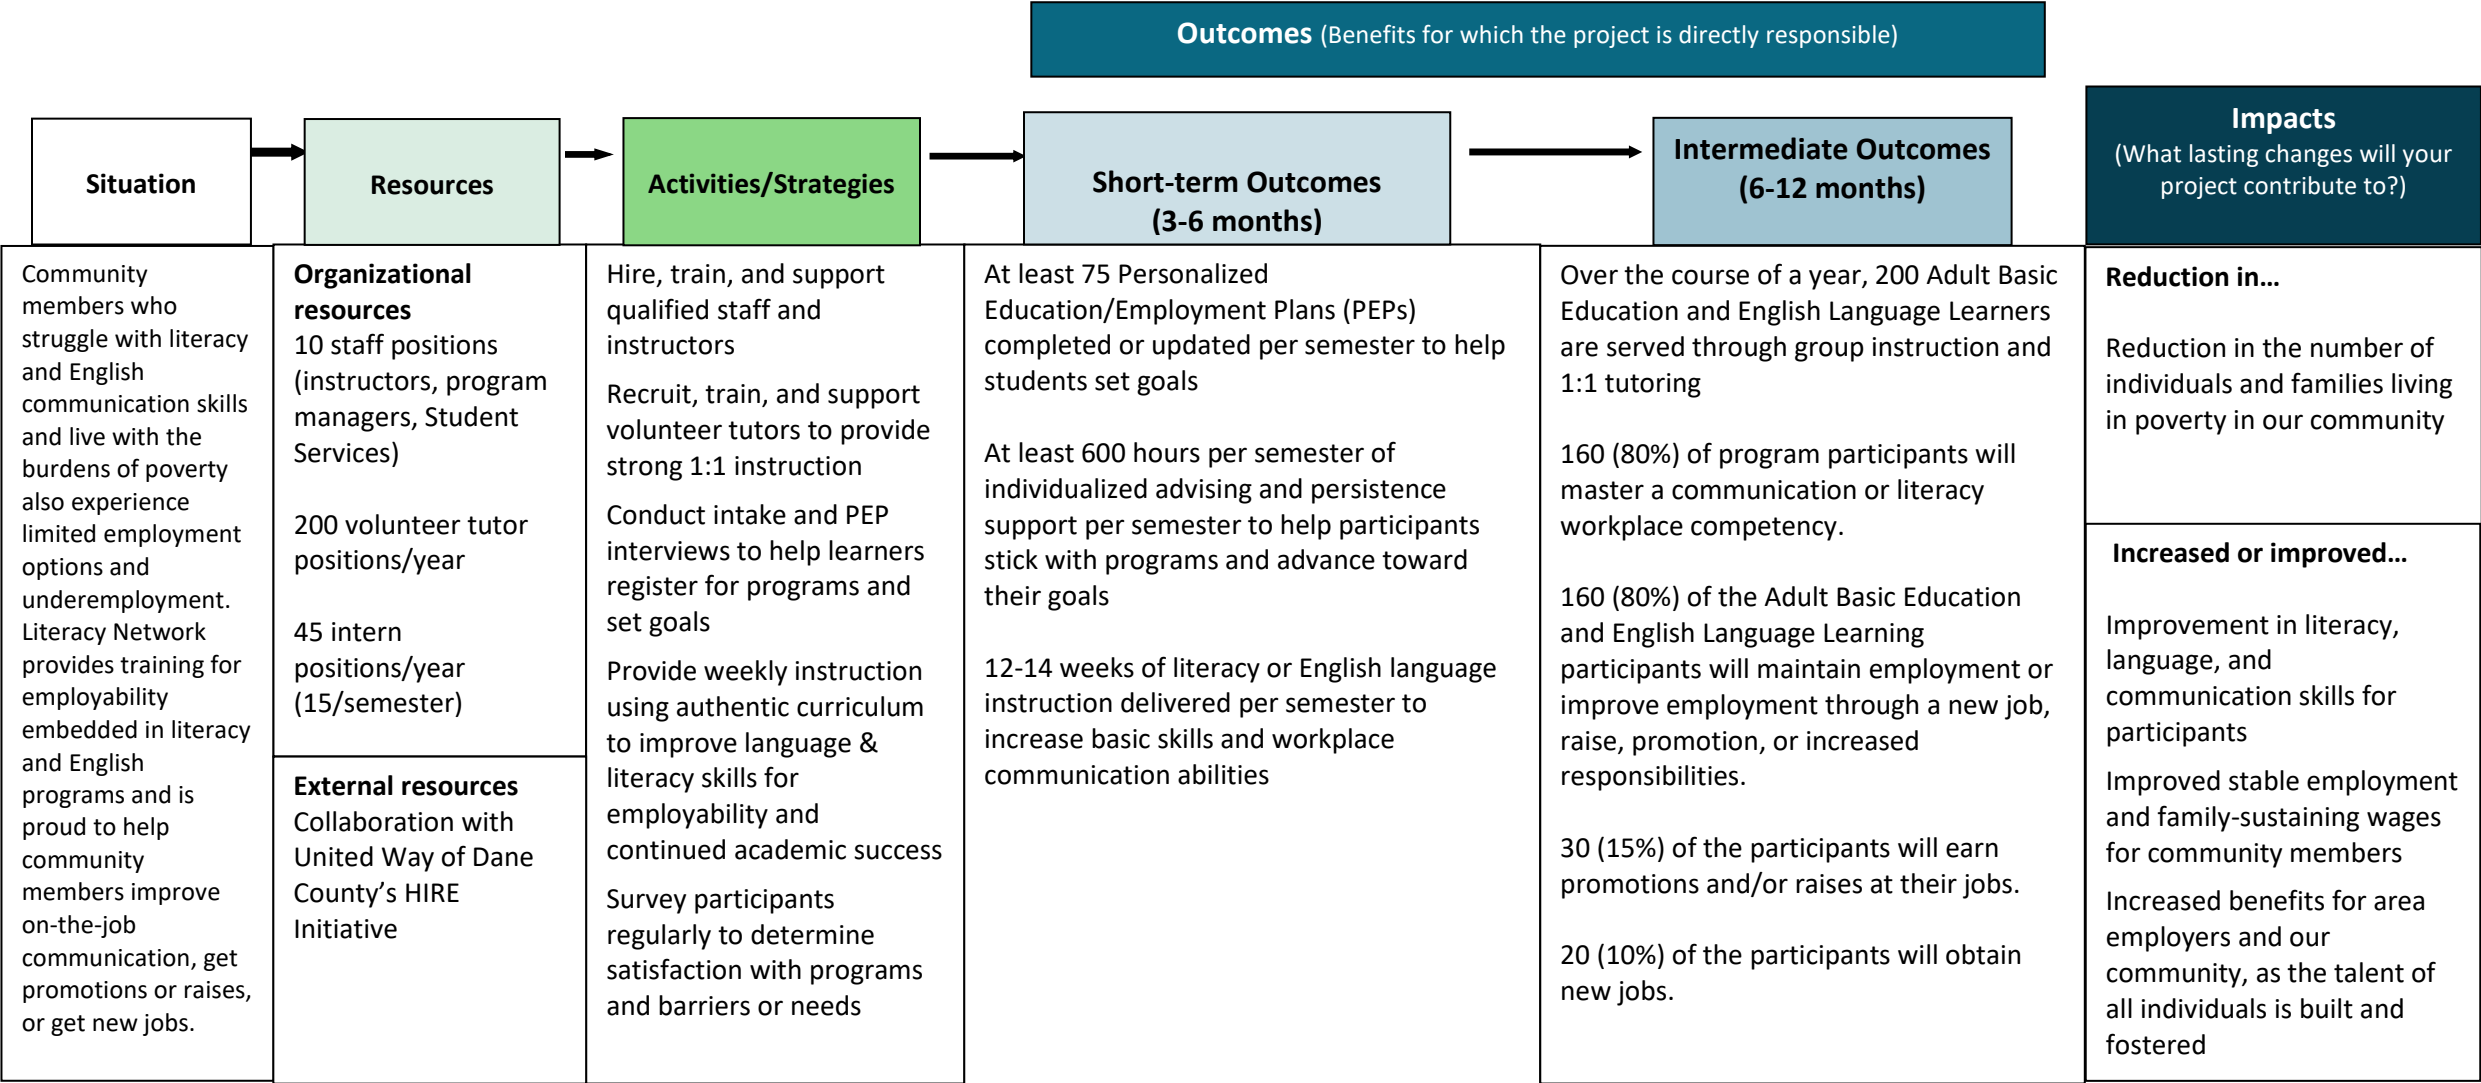 Outcomes (Benefits for which the project is directly responsible)
Situation
Resources
Activities/Strategies
Short-term Outcomes
(3-6 months)
Intermediate Outcomes
(6-12 months)
Impacts
(What lasting changes will your
project contribute to?)
Community
members who
struggle with literacy
and English
communication skills
and live with the
burdens of poverty
also experience
limited employment
options and
underemployment.
Literacy Network
provides training for
employability
embedded in literacy
and English
programs and is
proud to help
community
members improve
on-the-job
communication, get
promotions or raises,
or get new jobs.
Organizational
resources
10 staff positions
(instructors, program
managers, Student
Services)
200 volunteer tutor
positions/year
45 intern
positions/year
(15/semester)
External resources
Collaboration with
United Way of Dane
County’s HIRE
Initiative
Hire, train, and support
qualified staff and
instructors
Recruit, train, and support
volunteer tutors to provide
strong 1:1 instruction
Conduct intake and PEP
interviews to help learners
register for programs and
set goals
Provide weekly instruction
using authentic curriculum
to improve language &
literacy skills for
employability and
continued academic success
Survey participants
regularly to determine
satisfaction with programs
and barriers or needs
At least 75 Personalized
Education/Employment Plans (PEPs)
completed or updated per semester to help
students set goals
At least 600 hours per semester of
individualized advising and persistence
support per semester to help participants
stick with programs and advance toward
their goals
12-14 weeks of literacy or English language
instruction delivered per semester to
increase basic skills and workplace
communication abilities
Over the course of a year, 200 Adult Basic
Education and English Language Learners
are served through group instruction and
1:1 tutoring
160 (80%) of program participants will
master a communication or literacy
workplace competency.
160 (80%) of the Adult Basic Education
and English Language Learning
participants will maintain employment or
improve employment through a new job,
raise, promotion, or increased
responsibilities.
30 (15%) of the participants will earn
promotions and/or raises at their jobs.
20 (10%) of the participants will obtain
new jobs.
Reduction in…
Reduction in the number of
individuals and families living
in poverty in our community
Increased or improved…
Improvement in literacy,
language, and
communication skills for
participants
Improved stable employment
and family-sustaining wages
for community members
Increased benefits for area
employers and our
community, as the talent of
all individuals is built and
fostered